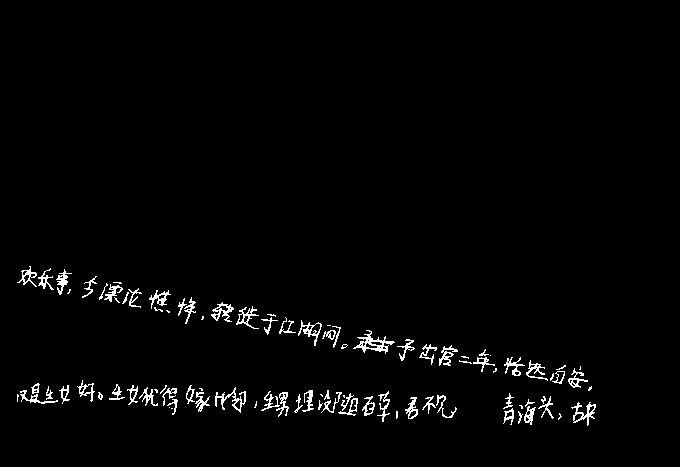 欢乐事,今漂沦憔悴,转徙于江湖间。予出官二年,恬然自安,
反是生女好。生女犹得嫁比邻,生男埋没随百草,君不见 青海头,古来